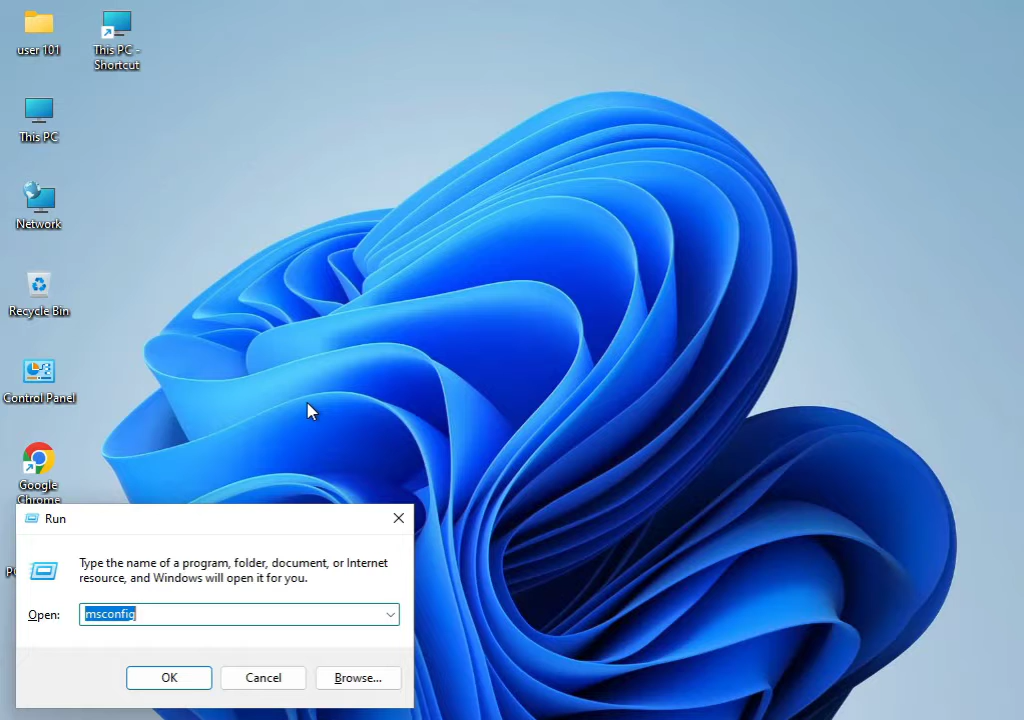 user 101
This PC -
Shortcut
This PC
Network
Recycle Bin
Control Panel
Google
Chrome
Run
Type the name of a program, folder, document, or Internet
resource, and Windows will open it for you.
Open:
msconfig
OK
Cancel
Browse...